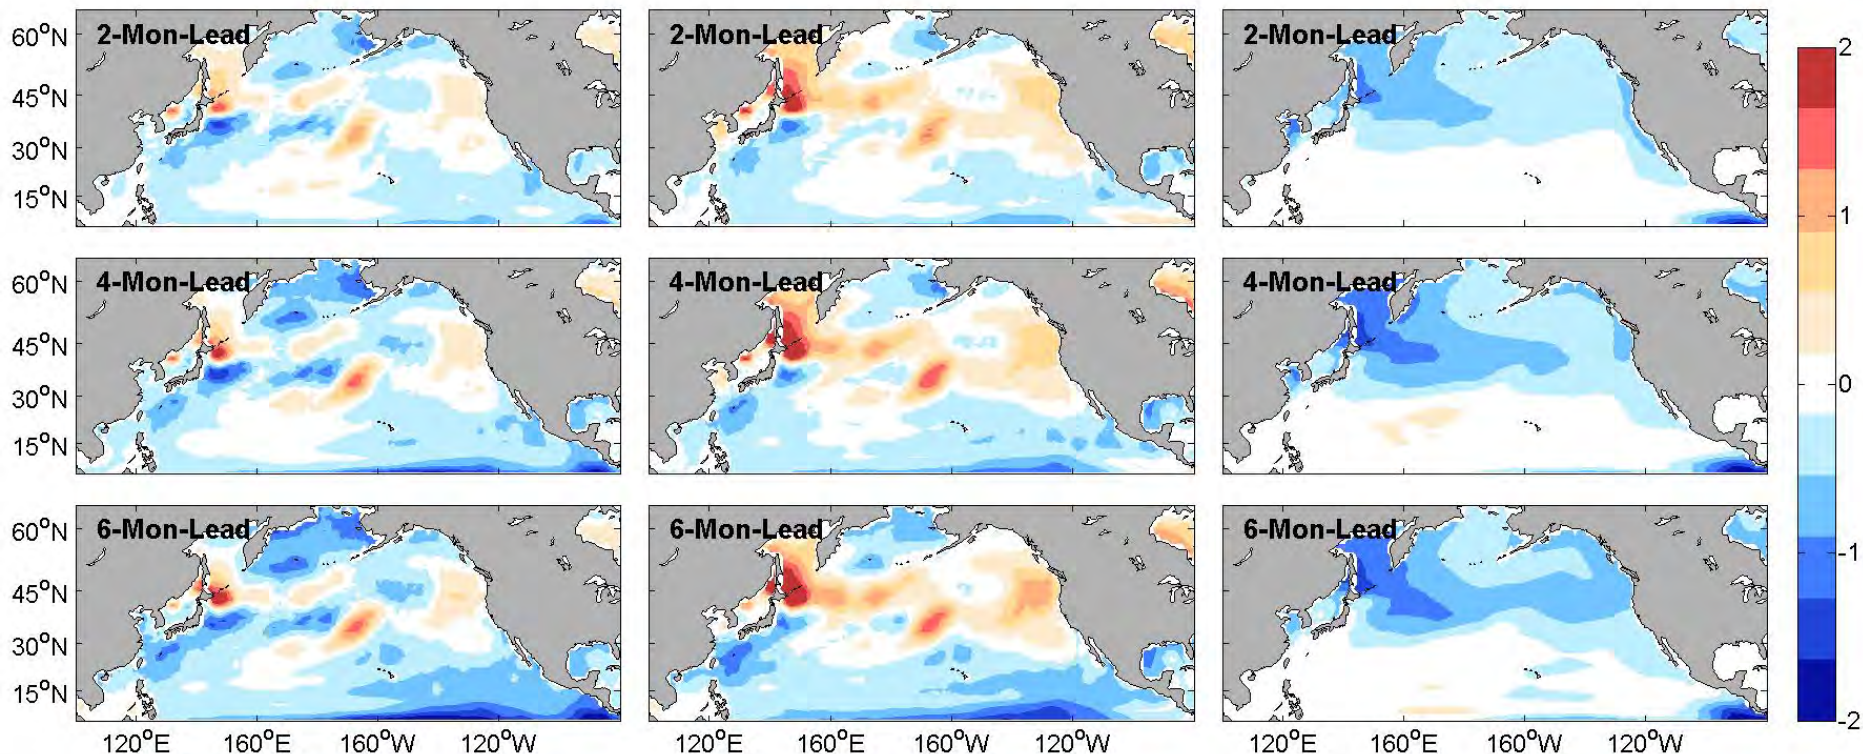 60°N 2-Mon-Lead 2-Mon-Lead 2-Mon-Lead 2
45°N
30°N 1
15°N
60°N 4-Mon-Lead 4-Mon-Lead 4-Mon-Lead
45°N 0
30°N
15°N
60°N 6-Mon-Lead 6-Mon-Lead 6-Mon-Lead -1
45°N
30°N
15°N -2
120°E 160°E 160°W 120°W 120°E 160°E 160°W 120°W 120°E 160°E 160°W 120°W